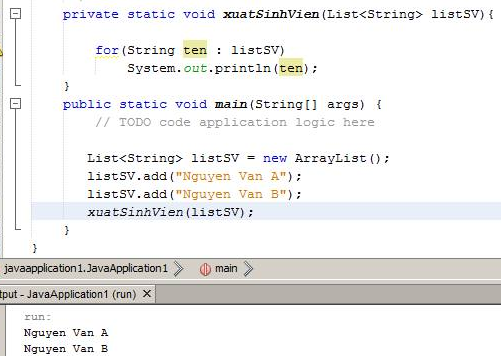 private static void xuatSinhVien(List<String> listSV){
for(String ten : listSV)
System.out.println(ten);
}
public static void main(String[] args) {
// TODO code application logic here
List<String> listSV = new ArrayList();
listSV.add("Nguyen Van A");
listSV.add("Nguyen Van B");
xuatSinhVien(listSV);
}
}
javaapplication1.JavaApplication1 main
tput - JavaApplication1 (run)
run:
Nguyen Van A
Nguyen Van B